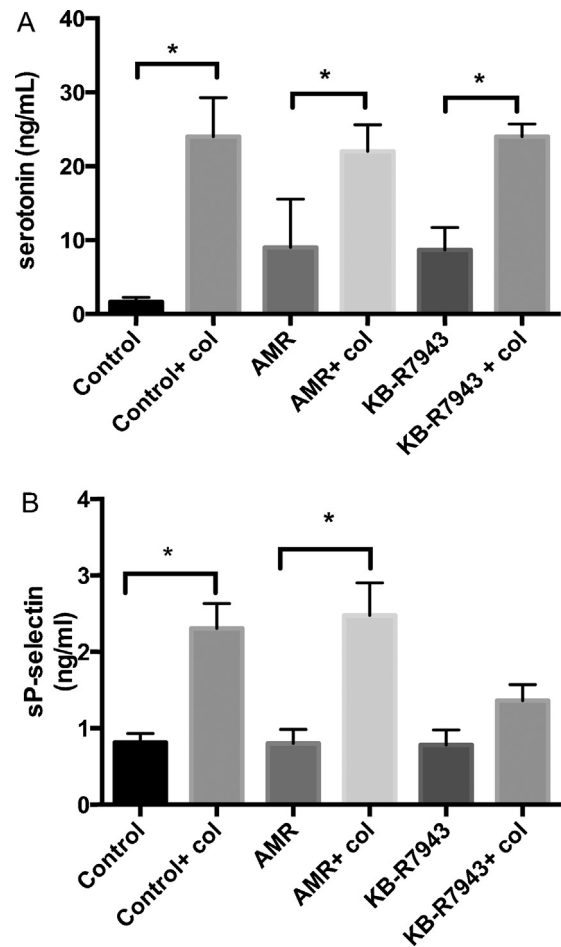 A
serotonin (ng/mL)
40
30
20
10
0
*
*
*
Control
Control+ col
AMR
AMR+ col
KB-R7943
KB-R7943 + col
B
sP-selectin
(ng/ml)
4
3
2
1
0
*
*
Control
Control+ col
AMR
AMR+ col
KB-R7943
KB-R7943+ col